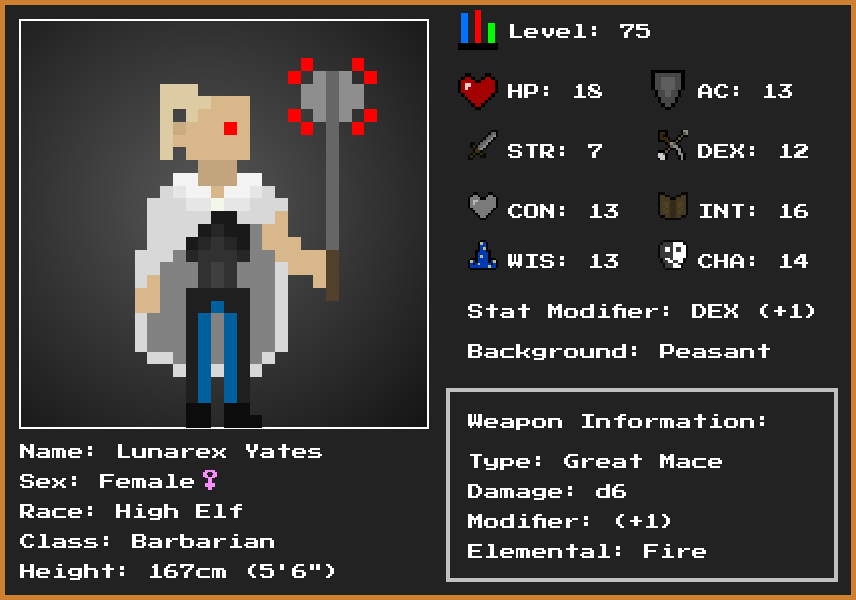 Level: 75
HP: 18
AC: 13
STR: 7
DEX: 12
CON: 13
INT: 16
WIS: 13
CHA: 14
Stat Modifier: DEX (+1)
Background: Peasant
Weapon Information:
Type: Great Mace
Damage: d6
Modifier: (+1)
Elemental: Fire
Name: Lunarex Yates
Sex: Female♀
Race: High Elf
Class: Barbarian
Height: 167cm (5'6")